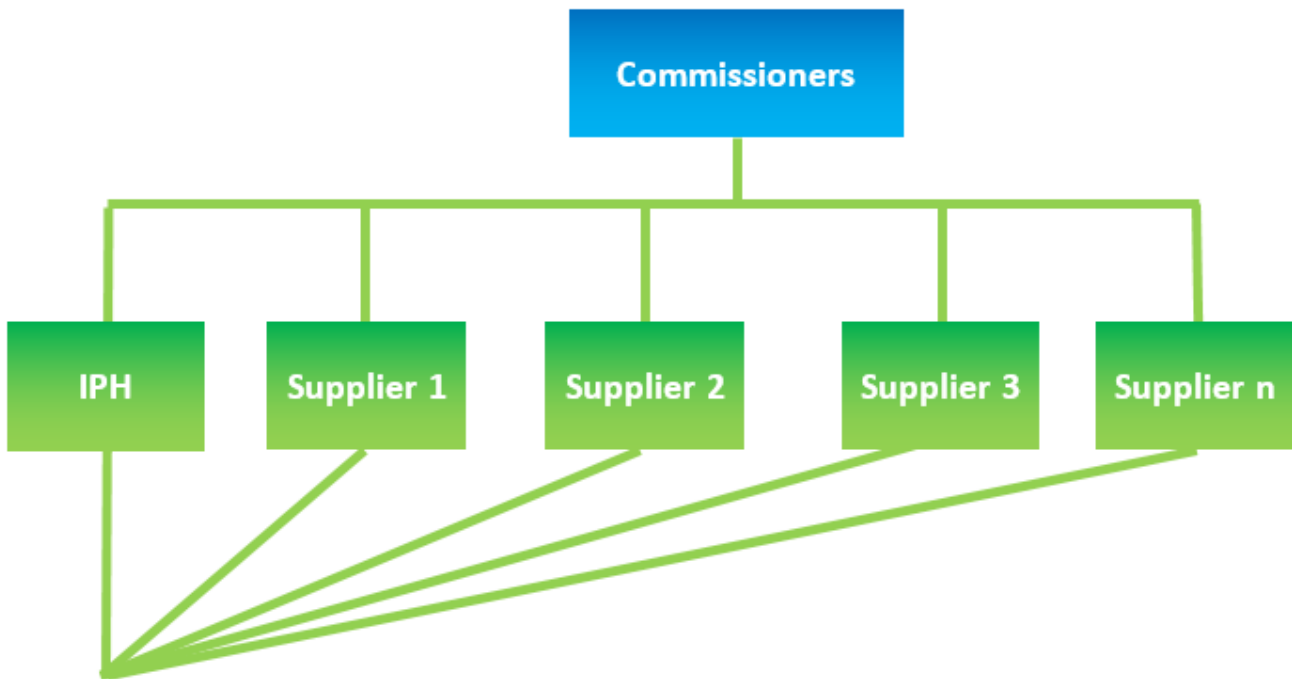 Commissioners
IPH
Supplier 1
Supplier 2
Supplier 3
Supplier n